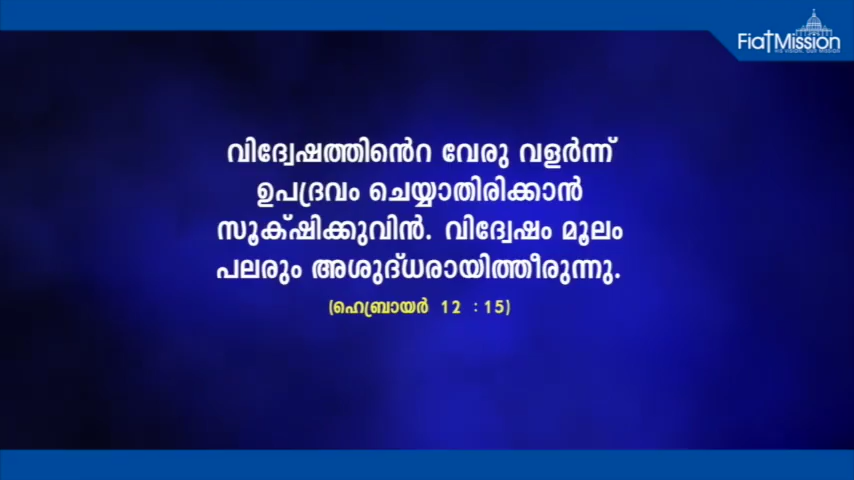 FiatMission
വിദ്വേഷത്തിൻെറ വേരു വളർന്ന്
ഉപദ്രവം ചെയ്യാതിരിക്കാൻ
സൂക്ഷിക്കുവിൻ. വിദ്വേഷം മൂലം
പലരും അശുദ്ധരായിത്തീരുന്നു.
(ഹെബ്രായർ 12 :15)